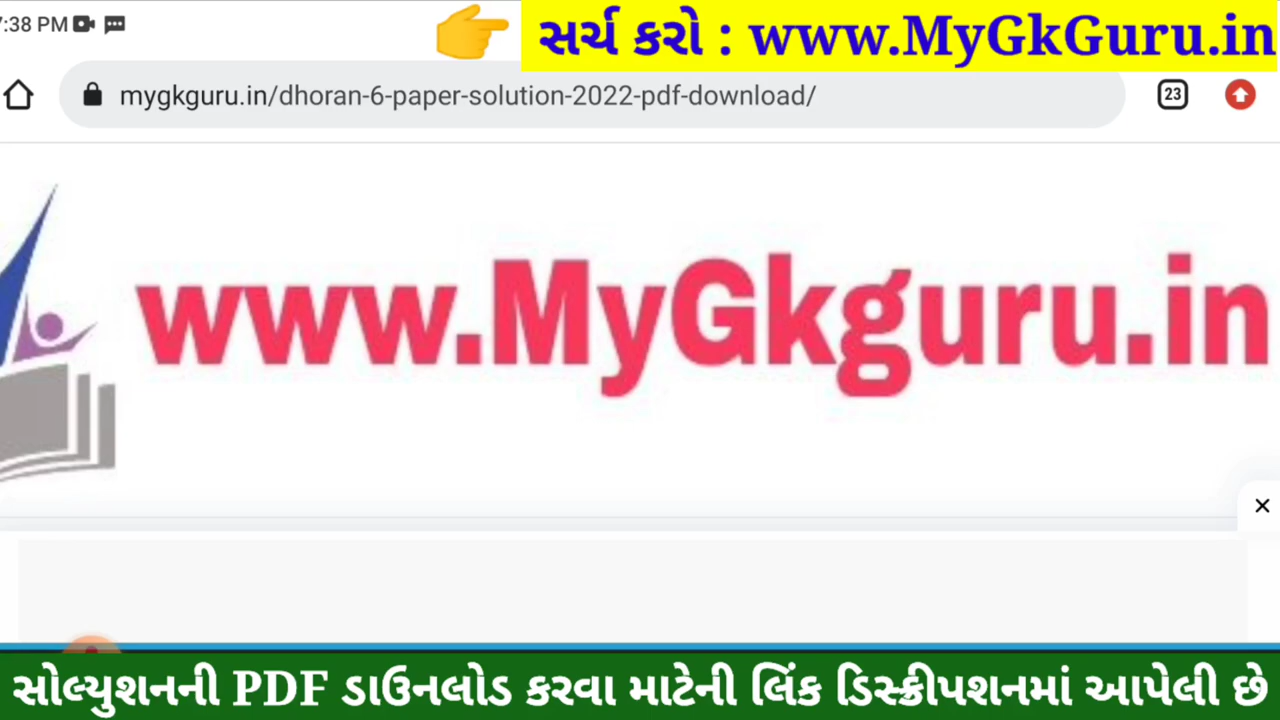 :38 PM
સર્ચ કરો : www.MyGkGuru.in
mygkguru.in/dhoran-6-paper-solution-2022-pdf-download/
23
www.MyGkguru.in
સોલ્યુશનની PDF ડાઉનલોડ કરવા માટેની લિંક ડિસ્ક્રીપશનમાં આપેલી છે